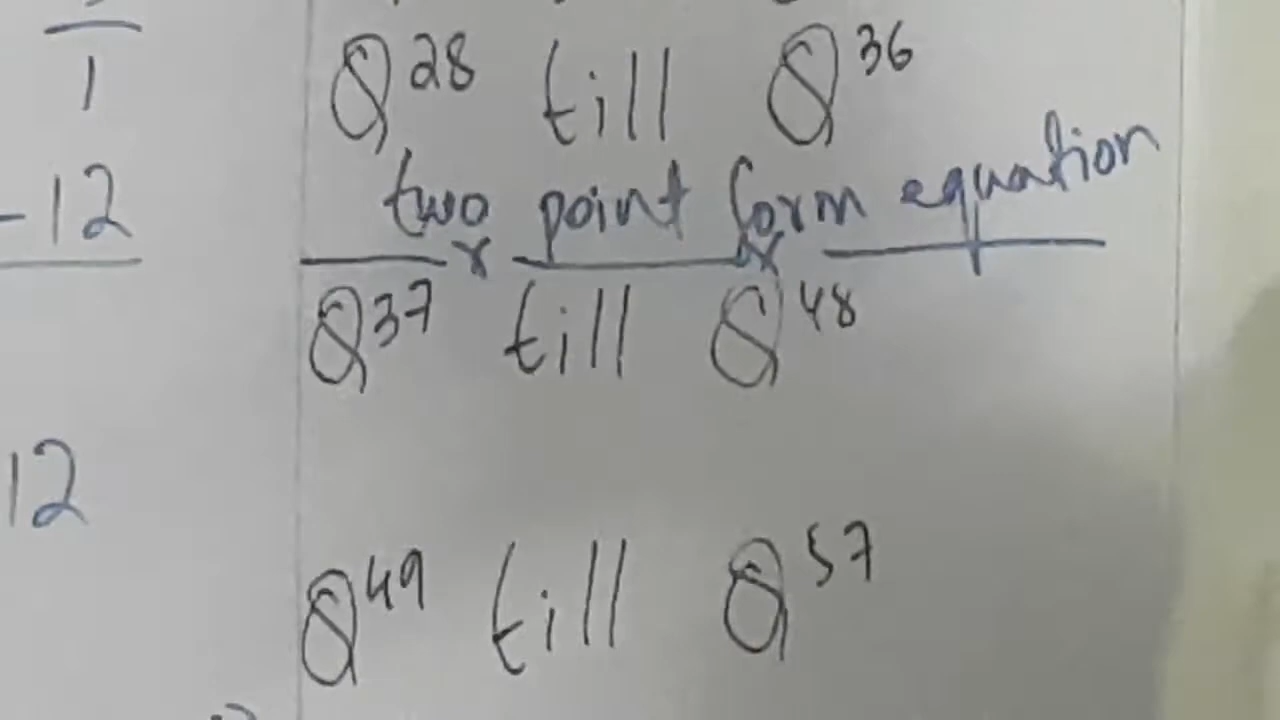 1
Q28 till Q36
-12
two point form equation
Q37 till Q48
12
Q49 till Q57